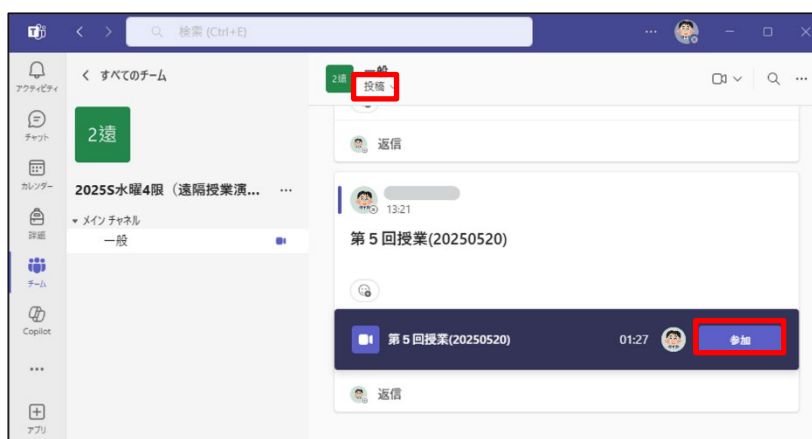 検索 (Ctrl+E)
アクティビティ
チャット
カレンダー
課題
チーム
Copilot
アプリ
すべてのチーム
2遠
2025S水曜4限（遠隔授業演...
メイン チャネル
一般
2遠
一般
投稿
返信
13:21
第５回授業(20250520)
第５回授業(20250520)
01:27
参加
返信